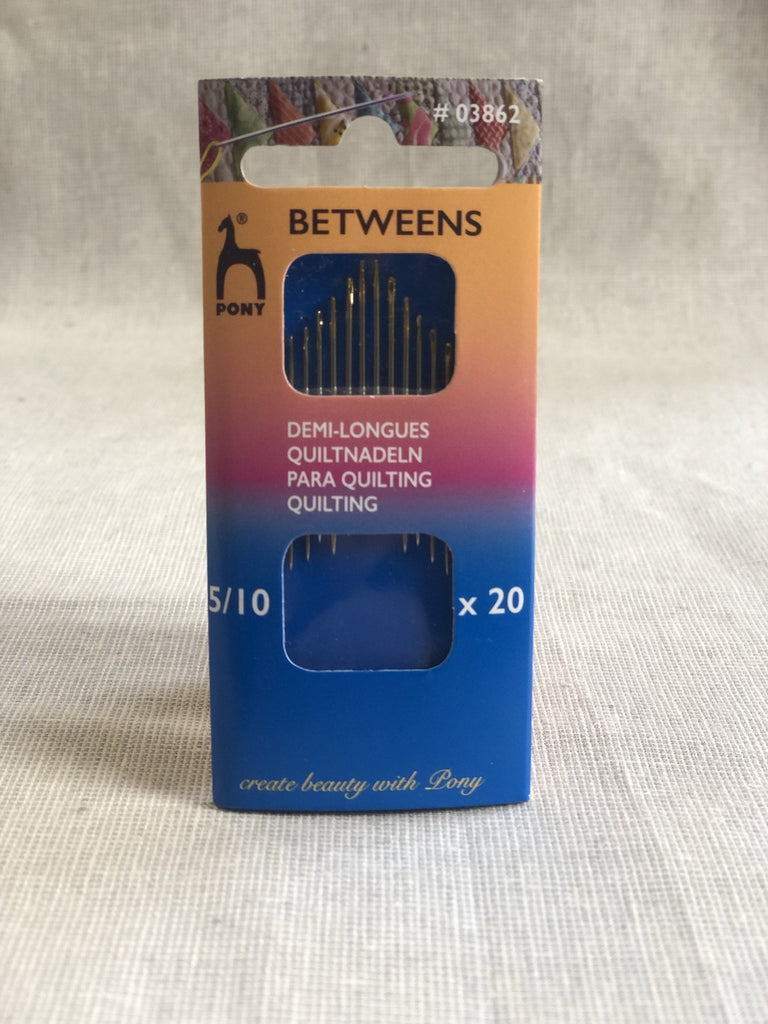 # 03862
BETWEENS
®
PONY
DEMI-LONGUES
QUILTNADELN
PARA QUILTING
QUILTING
5/10
x 20
create beauty with Pony